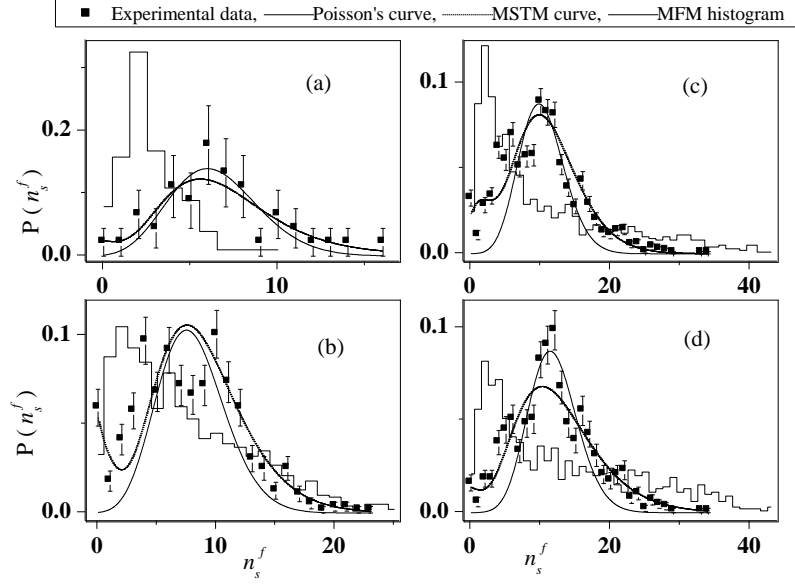 Experimental data, Poisson's curve, MSTM curve, MFM histogram
(a)
0.2
0.0
P ( n_s^f )
0 10
(c)
0.1
0.0
0 20 40
(b)
0.1
0.0
P ( n_s^f )
0 10 20
n_s^f
(d)
0.1
0.0
0 20 40
n_s^f